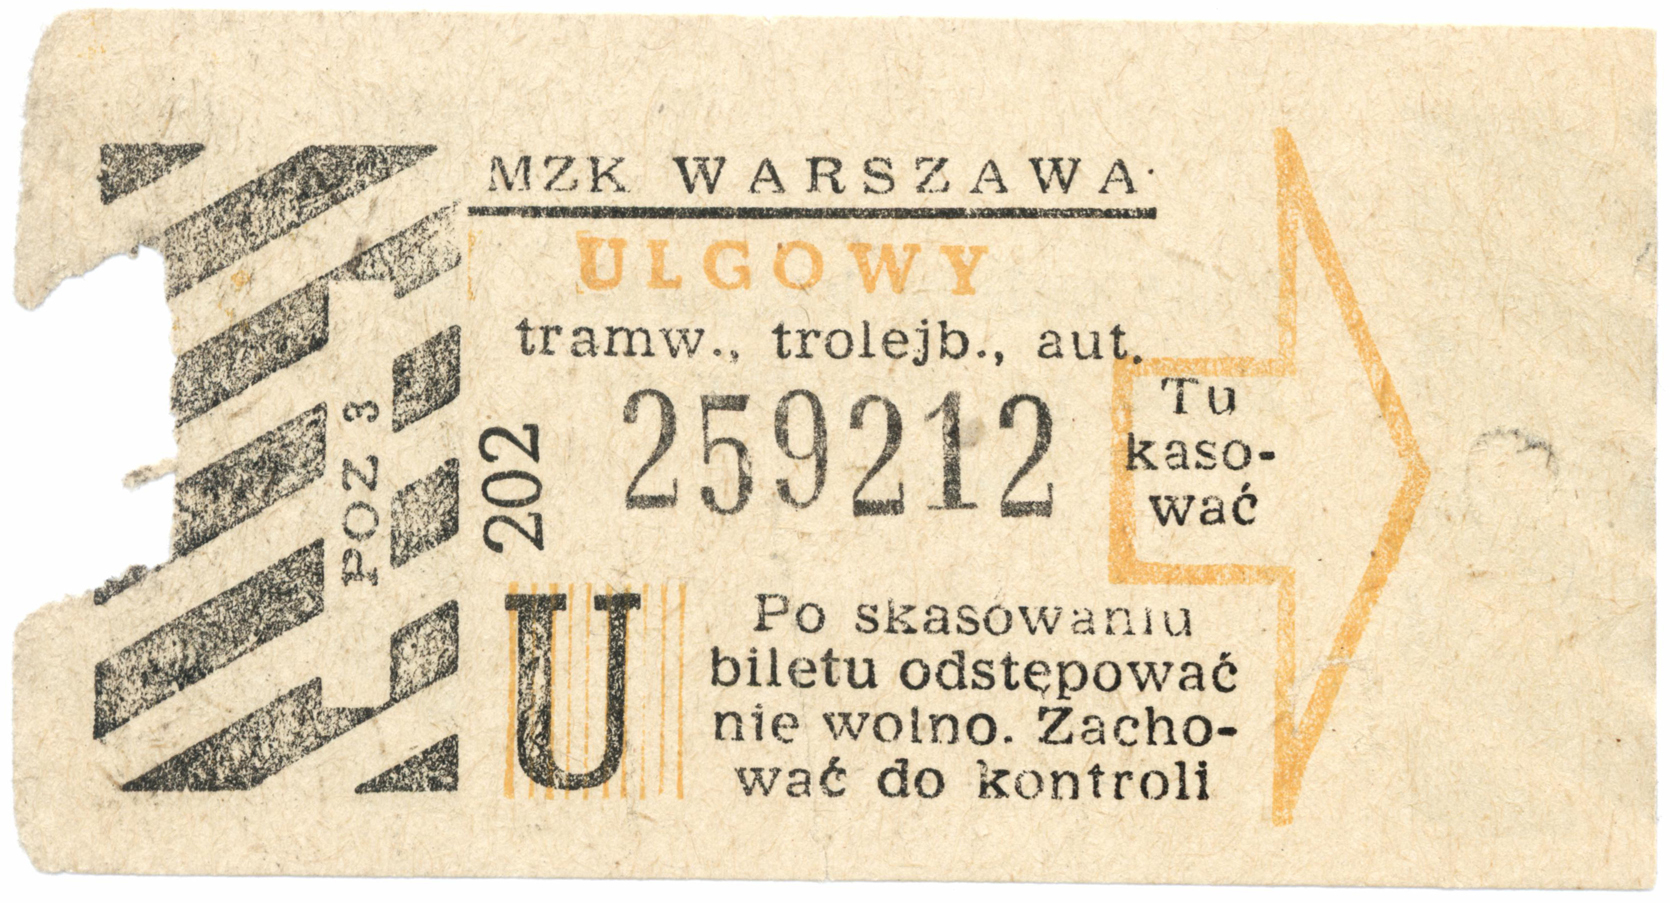 MZK WARSZAWA
ULGOWY
tramw., trolejb., aut.
POZ 3
202
259212
Tu
kaso-
wać
U
Po skasowaniu
biletu odstępować
nie wolno. Zacho-
wać do kontroli